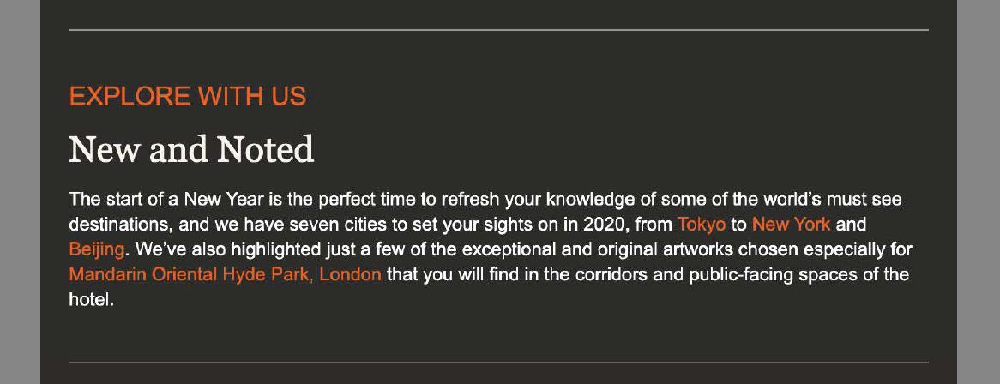 EXPLORE WITH US
New and Noted
The start of a New Year is the perfect time to refresh your knowledge of some of the world’s must see
destinations, and we have seven cities to set your sights on in 2020, from Tokyo to New York and
Beijing. We’ve also highlighted just a few of the exceptional and original artworks chosen especially for
Mandarin Oriental Hyde Park, London that you will find in the corridors and public-facing spaces of the
hotel.